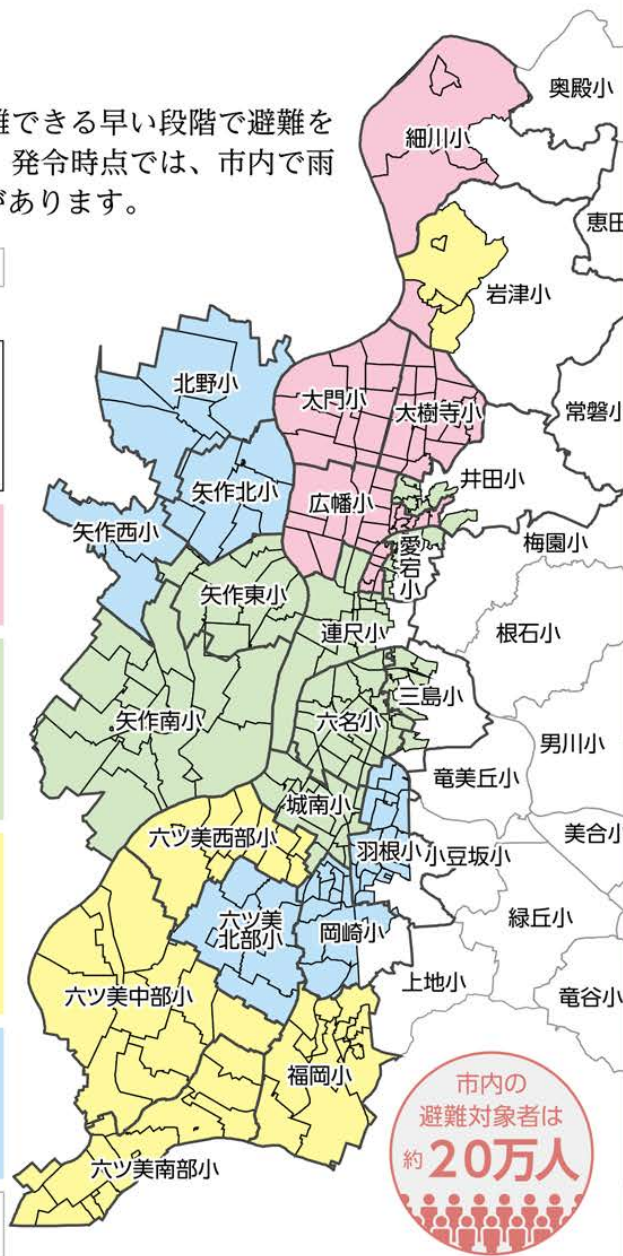 難できる早い段階で避難を
発令時点では、市内で雨
があります。
奥殿小
細川小
恵田
岩津小
北野小
大門小
大樹寺小
常磐小
矢作北小
広幡小
井田小
矢作西小
愛宕小
梅園小
矢作東小
連尺小
根石小
矢作南小
六名小
三島小
男川小
竜美丘小
城南小
六ツ美西部小
羽根小
小豆坂小
美合小
六ツ美
北部小
岡崎小
緑丘小
六ツ美中部小
上地小
竜谷小
福岡小
六ツ美南部小
市内の
避難対象者は
約20万人